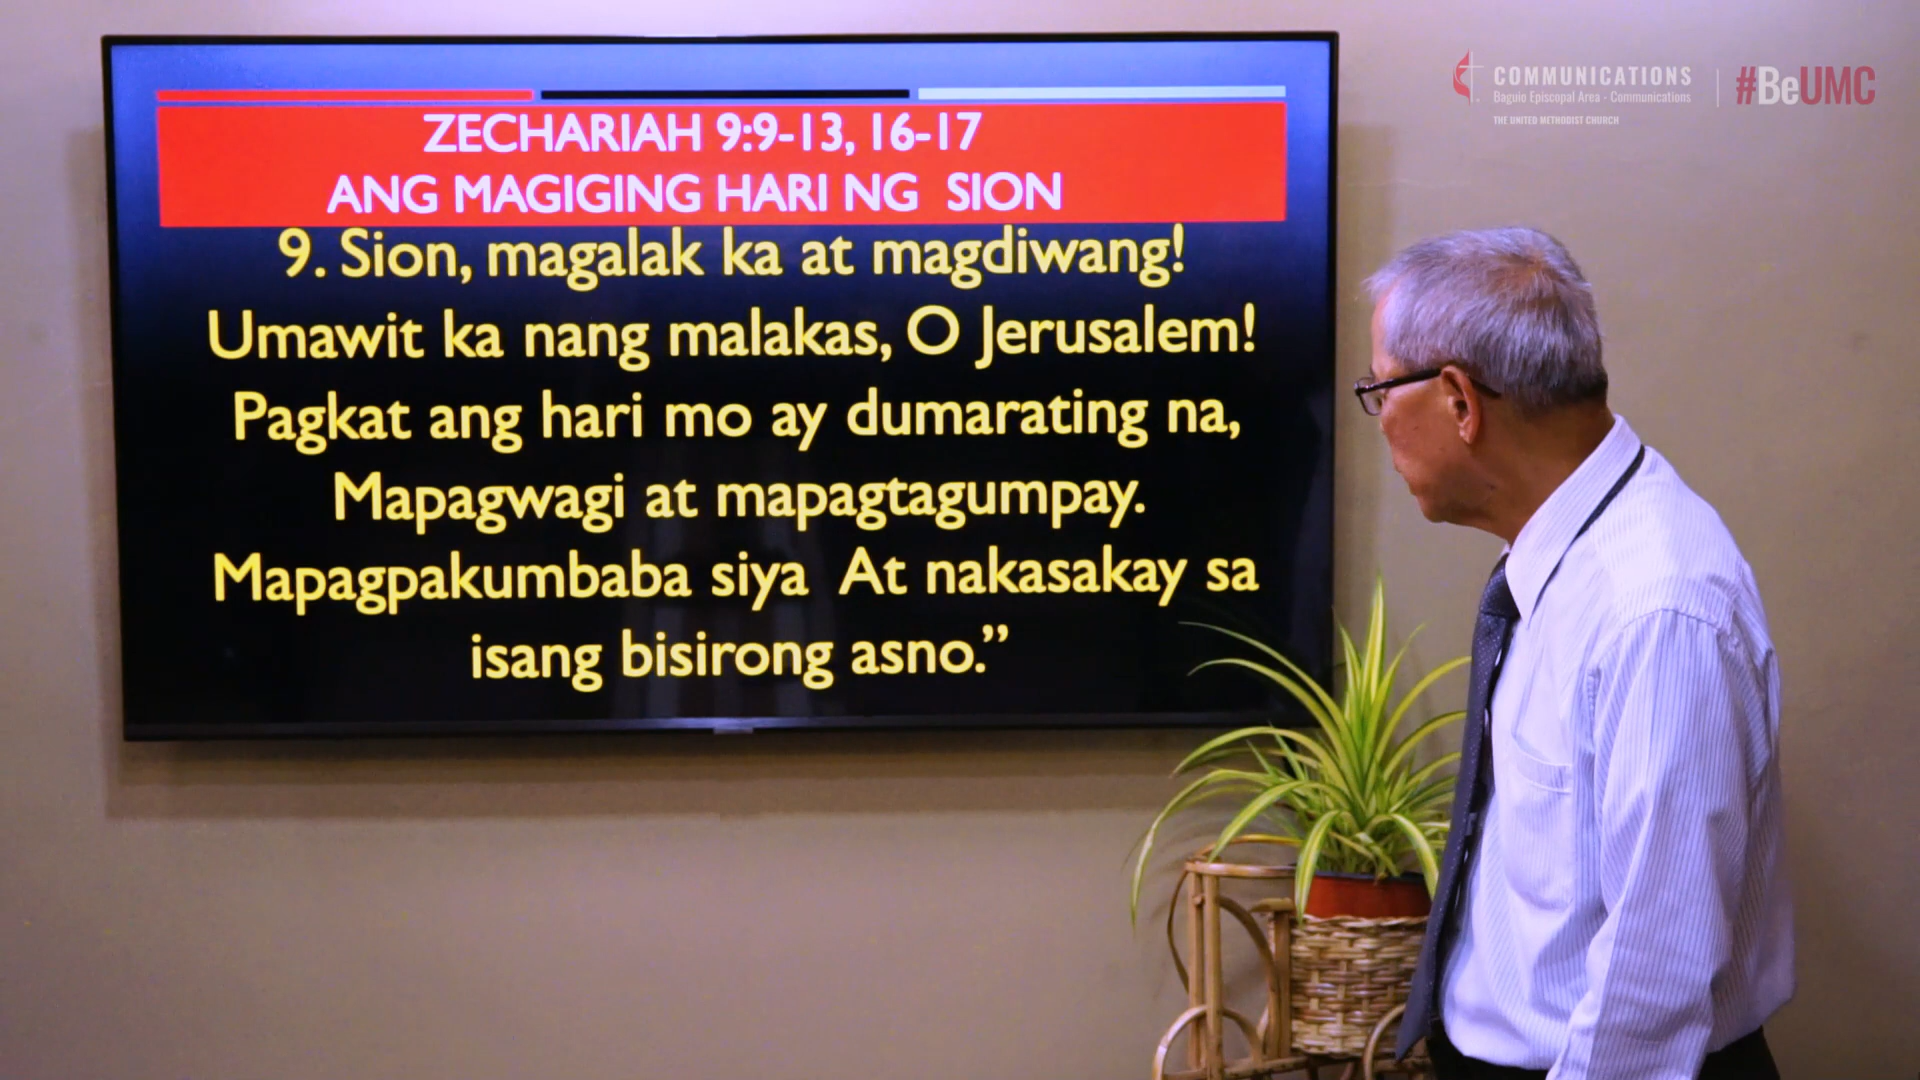 ZECHARIAH 9:9-13, 16-17
ANG MAGIGING HARI NG SION
9. Sion, magalak ka at magdiwang!
Umawit ka nang malakas, O Jerusalem!
Pagkat ang hari mo ay dumarating na,
Mapagwagi at mapagtagumpay.
Mapagpakumbaba siya At nakasakay sa
isang bisirong asno.”
COMMUNICATIONS
Baguio Episcopal Area - Communications
THE UNITED METHODIST CHURCH
#BeUMC